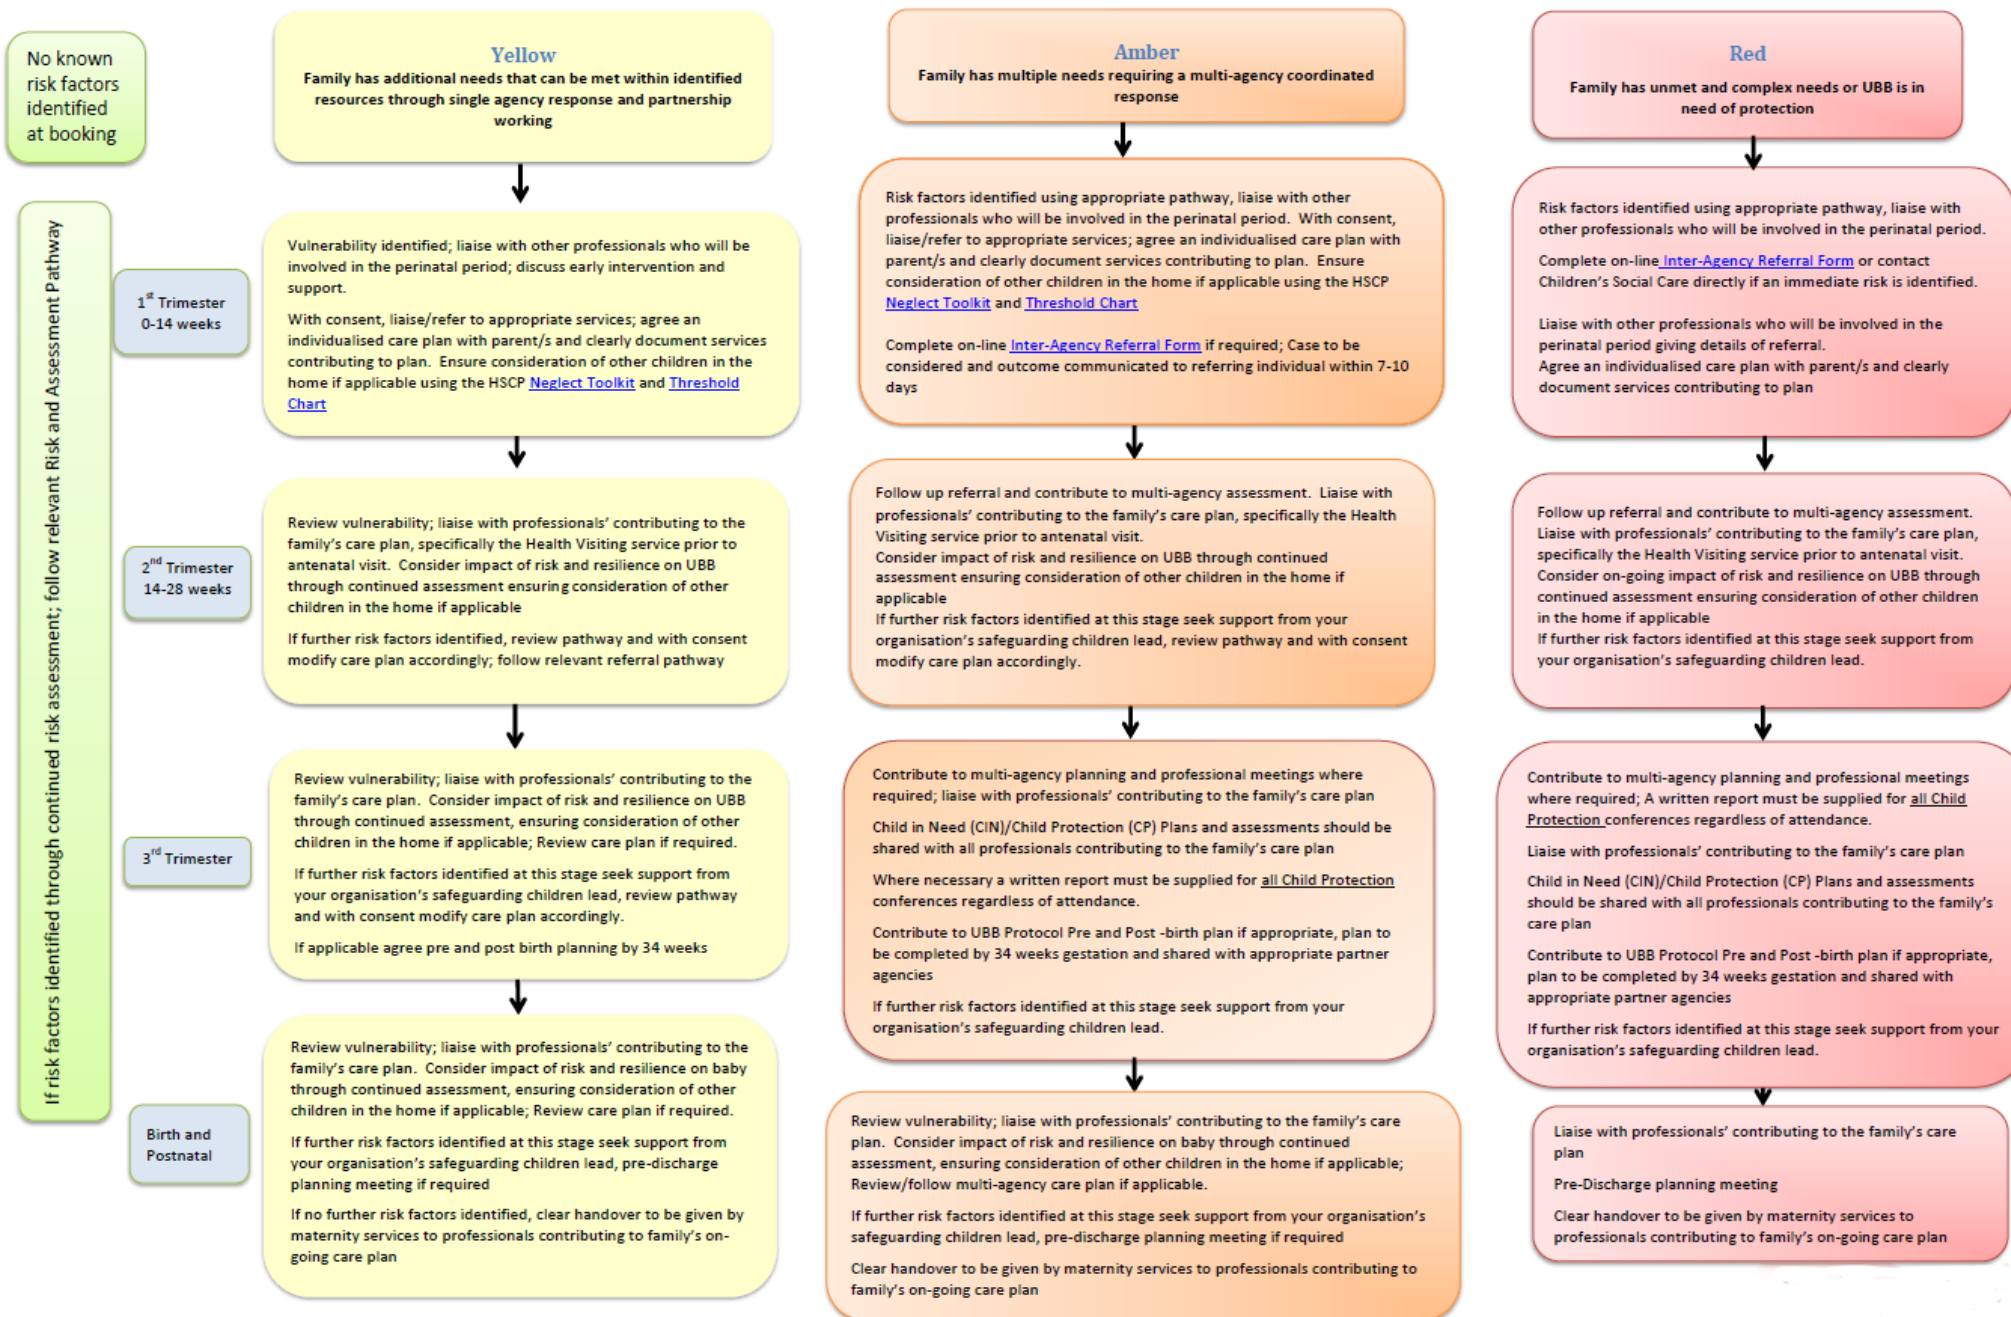 No known
risk factors
identified
at booking
If risk factors identified through continued risk assessment; follow relevant Risk and Assessment Pathway
1st Trimester
0-14 weeks
2nd Trimester
14-28 weeks
3rd Trimester
Birth and
Postnatal
Yellow
Family has additional needs that can be met within identified
resources through single agency response and partnership
working
Vulnerability identified; liaise with other professionals who will be
involved in the perinatal period; discuss early intervention and
support.
With consent, liaise/refer to appropriate services; agree an
individualised care plan with parent/s and clearly document services
contributing to plan.  Ensure consideration of other children in the
home if applicable using the HSCP Neglect Toolkit and Threshold
Chart
Review vulnerability; liaise with professionals' contributing to the
family's care plan, specifically the Health Visiting service prior to
antenatal visit.  Consider impact of risk and resilience on UBB
through continued assessment ensuring consideration of other
children in the home if applicable
If further risk factors identified, review pathway and with consent
modify care plan accordingly; follow relevant referral pathway
Review vulnerability; liaise with professionals' contributing to the
family's care plan.  Consider impact of risk and resilience on UBB
through continued assessment, ensuring consideration of other
children in the home if applicable; Review care plan if required.
If further risk factors identified at this stage seek support from
your organisation's safeguarding children lead, review pathway
and with consent modify care plan accordingly.
If applicable agree pre and post birth planning by 34 weeks
Review vulnerability; liaise with professionals' contributing to the
family's care plan.  Consider impact of risk and resilience on baby
through continued assessment, ensuring consideration of other
children in the home if applicable; Review care plan if required.
If further risk factors identified at this stage seek support from
your organisation's safeguarding children lead, pre-discharge
planning meeting if required
If no further risk factors identified, clear handover to be given by
maternity services to professionals contributing to family's on-
going care plan
Amber
Family has multiple needs requiring a multi-agency coordinated
response
Risk factors identified using appropriate pathway, liaise with other
professionals who will be involved in the perinatal period.  With consent,
liaise/refer to appropriate services; agree an individualised care plan with
parent/s and clearly document services contributing to plan.  Ensure
consideration of other children in the home if applicable using the HSCP
Neglect Toolkit and Threshold Chart
Complete on-line Inter-Agency Referral Form if required; Case to be
considered and outcome communicated to referring individual within 7-10
days
Follow up referral and contribute to multi-agency assessment.  Liaise with
professionals' contributing to the family's care plan, specifically the Health
Visiting service prior to antenatal visit.
Consider impact of risk and resilience on UBB through continued
assessment ensuring consideration of other children in the home if
applicable
If further risk factors identified at this stage seek support from your
organisation's safeguarding children lead, review pathway and with consent
modify care plan accordingly.
Contribute to multi-agency planning and professional meetings where
required; liaise with professionals' contributing to the family's care plan
Child in Need (CIN)/Child Protection (CP) Plans and assessments should be
shared with all professionals contributing to the family's care plan
Where necessary a written report must be supplied for all Child Protection
conferences regardless of attendance.
Contribute to UBB Protocol Pre and Post -birth plan if appropriate, plan to
be completed by 34 weeks gestation and shared with appropriate partner
agencies
If further risk factors identified at this stage seek support from your
organisation's safeguarding children lead.
Review vulnerability; liaise with professionals' contributing to the family's care
plan.  Consider impact of risk and resilience on baby through continued
assessment, ensuring consideration of other children in the home if applicable;
Review/follow multi-agency care plan if applicable.
If further risk factors identified at this stage seek support from your organisation's
safeguarding children lead, pre-discharge planning meeting if required
Clear handover to be given by maternity services to professionals contributing to
family's on-going care plan
Red
Family has unmet and complex needs or UBB is in
need of protection
Risk factors identified using appropriate pathway, liaise with
other professionals who will be involved in the perinatal period.
Complete on-line Inter-Agency Referral Form or contact
Children's Social Care directly if an immediate risk is identified.
Liaise with other professionals who will be involved in the
perinatal period giving details of referral.
Agree an individualised care plan with parent/s and clearly
document services contributing to plan
Follow up referral and contribute to multi-agency assessment.
Liaise with professionals' contributing to the family's care plan,
specifically the Health Visiting service prior to antenatal visit.
Consider on-going impact of risk and resilience on UBB through
continued assessment ensuring consideration of other children
in the home if applicable
If further risk factors identified at this stage seek support from
your organisation's safeguarding children lead.
Contribute to multi-agency planning and professional meetings
where required; A written report must be supplied for all Child
Protection conferences regardless of attendance.
Liaise with professionals' contributing to the family's care plan
Child in Need (CIN)/Child Protection (CP) Plans and assessments
should be shared with all professionals contributing to the family's
care plan
Contribute to UBB Protocol Pre and Post -birth plan if appropriate,
plan to be completed by 34 weeks gestation and shared with
appropriate partner agencies
If further risk factors identified at this stage seek support from your
organisation's safeguarding children lead.
Liaise with professionals' contributing to the family's care
plan
Pre-Discharge planning meeting
Clear handover to be given by maternity services to
professionals contributing to family's on-going care plan